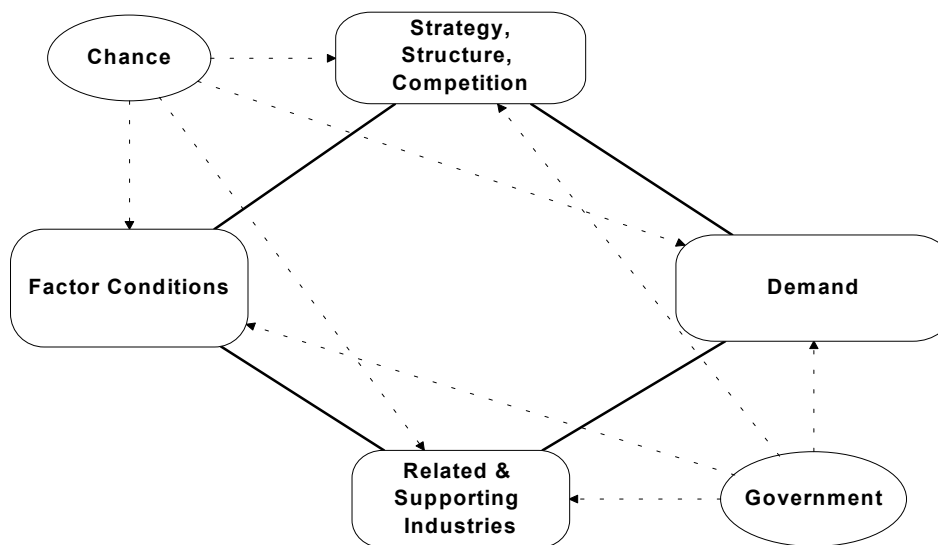 Chance
Strategy,
Structure,
Competition
Factor Conditions
Demand
Related &
Supporting
Industries
Government